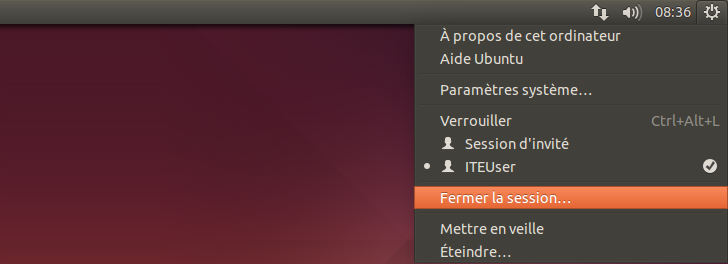 08:36
À propos de cet ordinateur
Aide Ubuntu
Paramètres système…
Verrouiller Ctrl+Alt+L
Session d'invité
ITEUser
Fermer la session…
Mettre en veille
Éteindre…